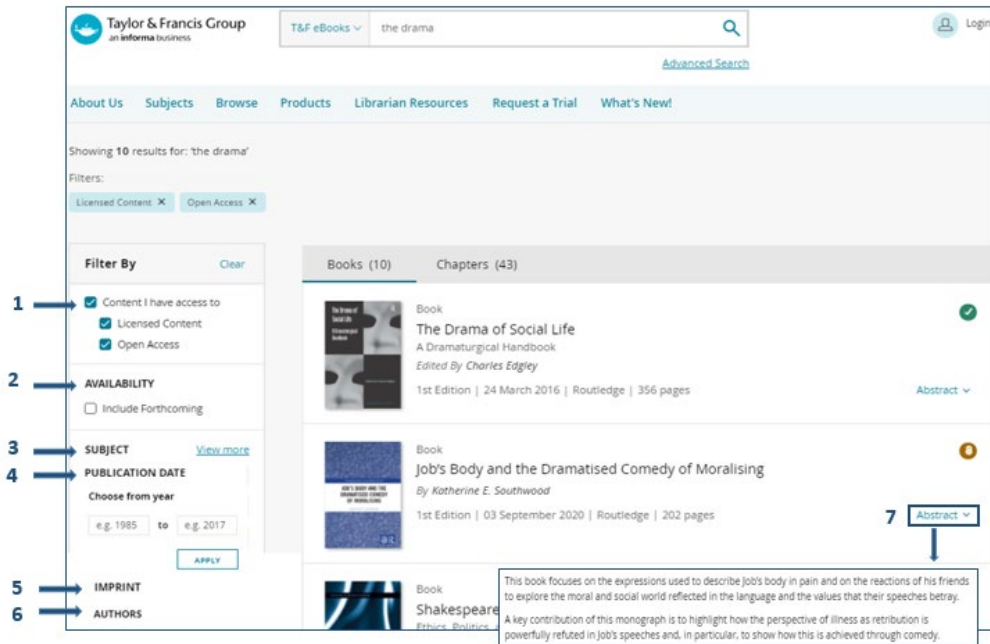 Taylor & Francis Group
an informa business
T&F eBooks
the drama
Login
Advanced Search
About Us Subjects Browse Products Librarian Resources Request a Trial What's New!
Showing 10 results for: 'the drama'
Filters:
Licensed Content X Open Access X
Filter By Clear
1
Content I have access to
Licensed Content
Open Access
2
AVAILABILITY
Include Forthcoming
3
SUBJECT View more
4
PUBLICATION DATE
Choose from year
e.g. 1985 to e.g. 2017
APPLY
5
IMPRINT
6
AUTHORS
Books (10) Chapters (43)
Book
The Drama of Social Life
A Dramaturgical Handbook
Edited By Charles Edgley
1st Edition | 24 March 2016 | Routledge | 356 pages
Abstract
Book
Job's Body and the Dramatised Comedy of Moralising
By Katherine E. Southwood
1st Edition | 03 September 2020 | Routledge | 202 pages
7
Abstract
Book
Shakespeare
Ethics, Politics,
This book focuses on the expressions used to describe Job's body in pain and on the reactions of his friends
to explore the moral and social world reflected in the language and the values that their speeches betray.
A key contribution of this monograph is to highlight how the perspective of illness as retribution is
powerfully refuted in Job's speeches and, in particular, to show how this is achieved through comedy.